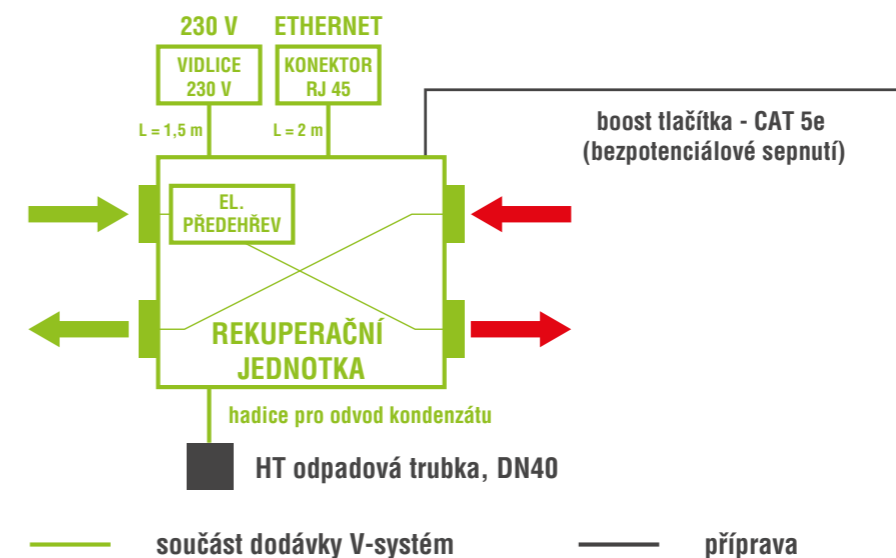 230 V
ETHERNET
VIDLICE
230 V
KONEKTOR
RJ 45
L = 1,5 m
L = 2 m
boost tlačítka - CAT 5e
(bezpotenciálové sepnutí)
EL.
PŘEDEHŘEV
REKUPERAČNÍ
JEDNOTKA
hadice pro odvod kondenzátu
HT odpadová trubka, DN40
součást dodávky V-systém
příprava